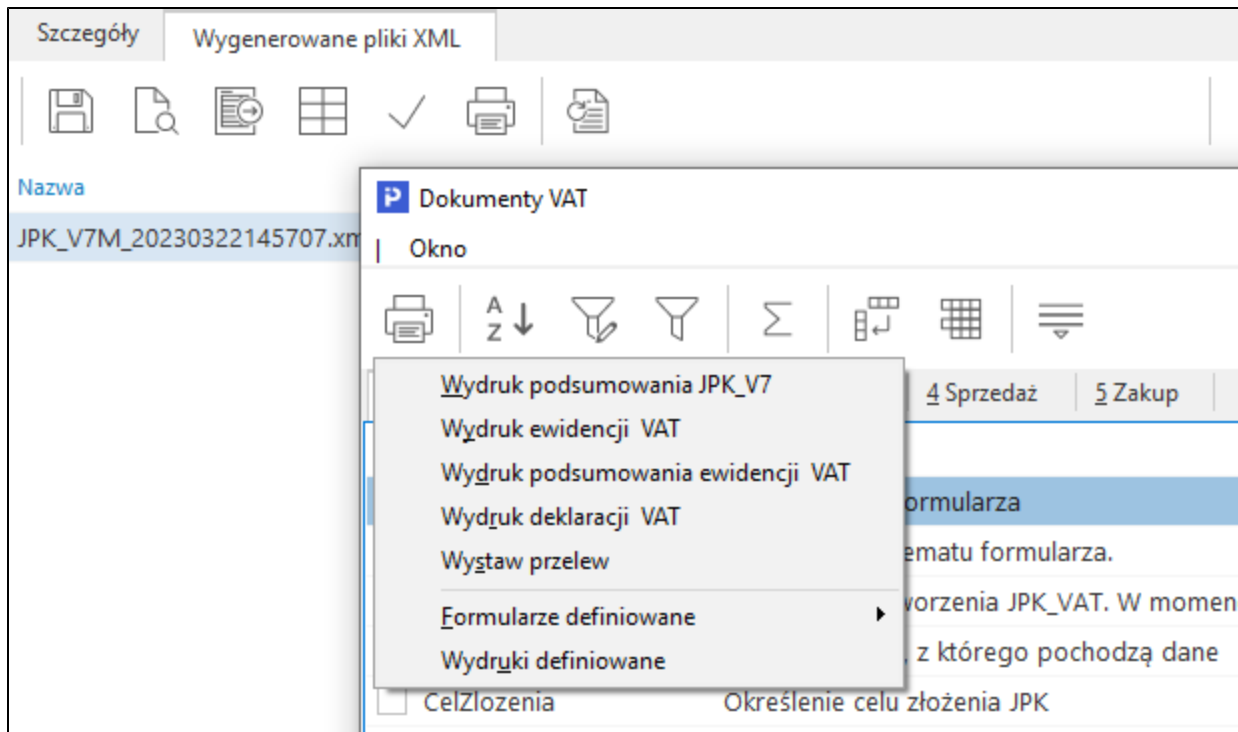 Szczegóły
Wygenerowane pliki XML
Nazwa
JPK_V7M_20230322145707.xm
Dokumenty VAT
Okno
A
Z
Wydruk podsumowania JPK_V7
Wydruk ewidencji VAT
Wydruk podsumowania ewidencji VAT
Wydruk deklaracji VAT
Wystaw przelew
Formularze definiowane
Wydruki definiowane
4 Sprzedaż
5 Zakup
ormularza
ematu formularza.
worzenia JPK_VAT. W momen
, z którego pochodzą dane
CelZlozenia Określenie celu złożenia JPK